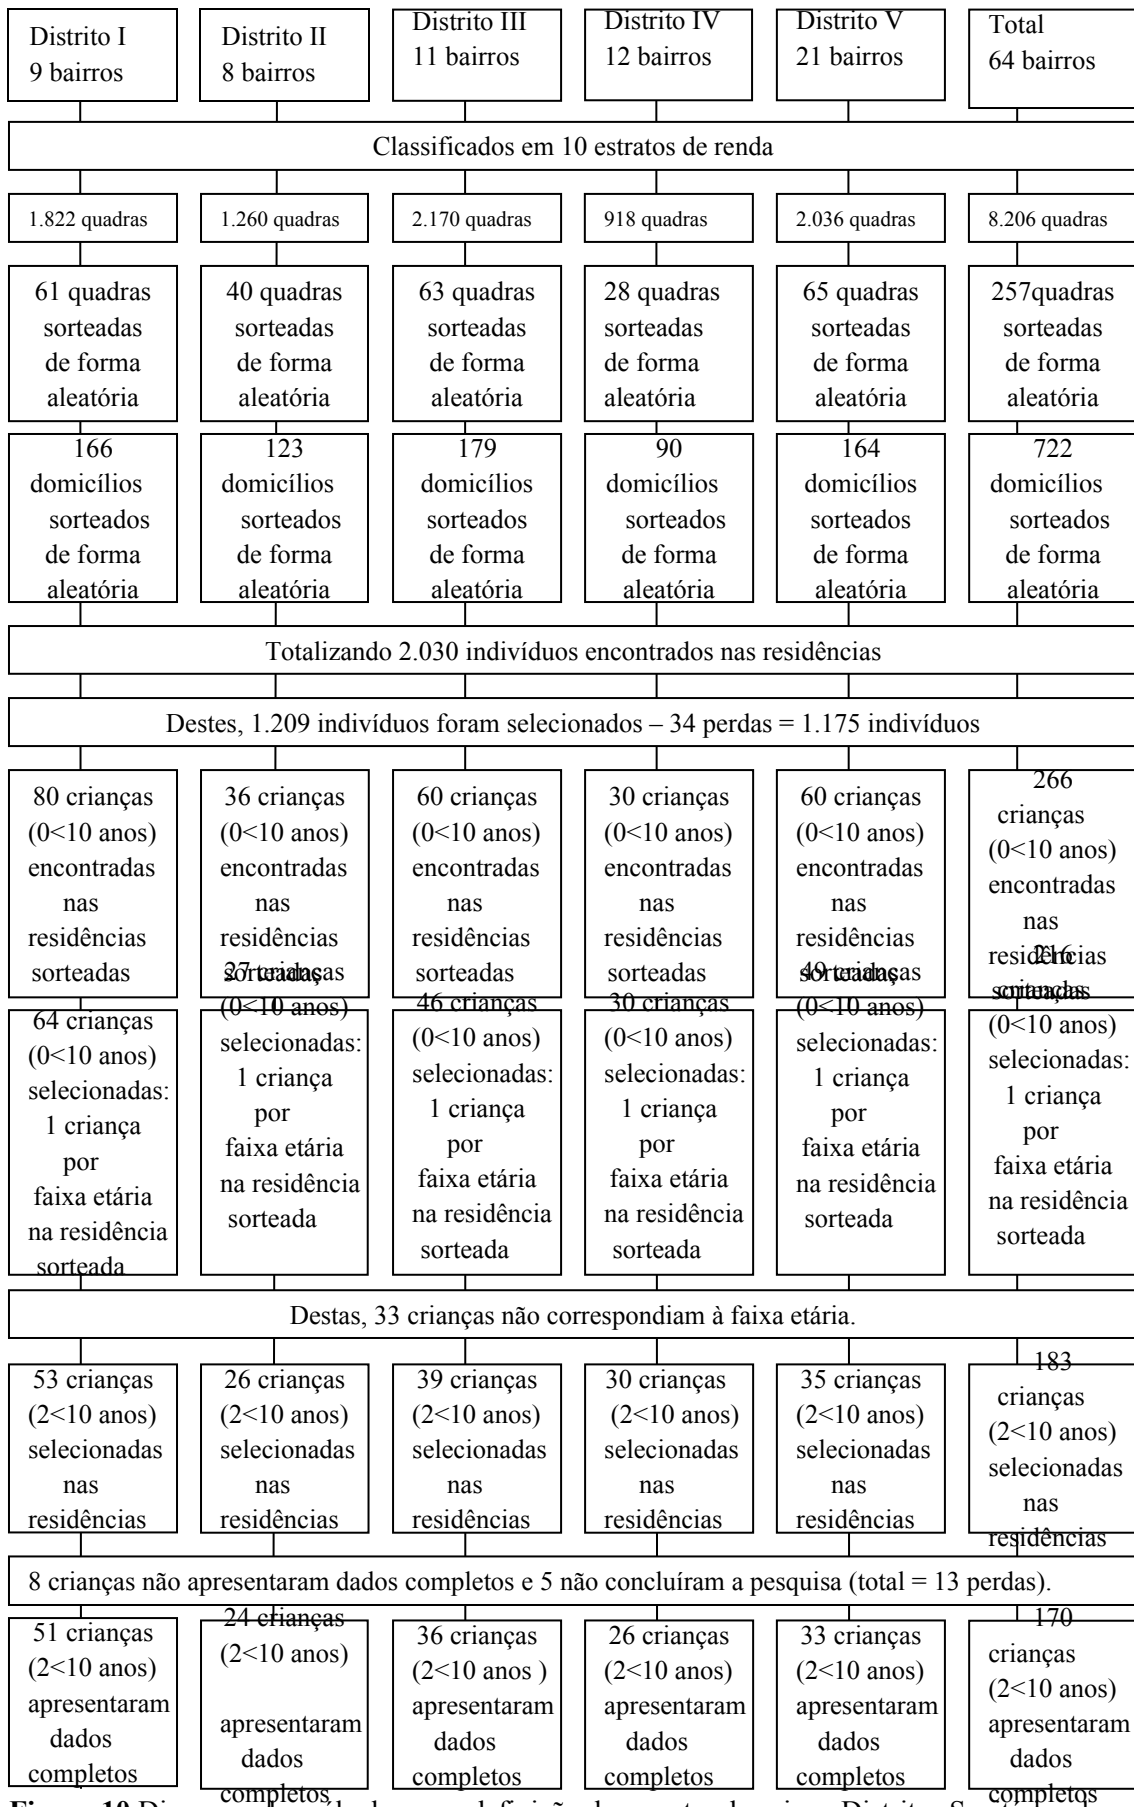 Distrito I
9 bairros
Distrito II
8 bairros
Distrito III
11 bairros
Distrito IV
12 bairros
Distrito V
21 bairros
Total
64 bairros
Classificados em 10 estratos de renda
1.822 quadras
1.260 quadras
2.170 quadras
918 quadras
2.036 quadras
8.206 quadras
61 quadras
sorteadas
de forma
aleatória
40 quadras
sorteadas
de forma
aleatória
63 quadras
sorteadas
de forma
aleatória
28 quadras
sorteadas
de forma
aleatória
65 quadras
sorteadas
de forma
aleatória
257quadras
sorteadas
de forma
aleatória
166
domicílios
sorteados
de forma
aleatória
123
domicílios
sorteados
de forma
aleatória
179
domicílios
sorteados
de forma
aleatória
90
domicílios
sorteados
de forma
aleatória
164
domicílios
sorteados
de forma
aleatória
722
domicílios
sorteados
de forma
aleatória
Totalizando 2.030 indivíduos encontrados nas residências
Destes, 1.209 indivíduos foram selecionados – 34 perdas = 1.175 indivíduos
80 crianças
(0<10 anos)
encontradas
nas
residências
sorteadas
36 crianças
(0<10 anos)
encontradas
nas
residências
sorteadas
60 crianças
(0<10 anos)
encontradas
nas
residências
sorteadas
30 crianças
(0<10 anos)
encontradas
nas
residências
sorteadas
60 crianças
(0<10 anos)
encontradas
nas
residências
sorteadas
266
crianças
(0<10 anos)
encontradas
nas
residências
sorteadas
64 crianças
(0<10 anos)
selecionadas:
1 criança
por
faixa etária
na residência
sorteada
27 crianças
(0<10 anos)
selecionadas:
1 criança
por
faixa etária
na residência
sorteada
46 crianças
(0<10 anos)
selecionadas:
1 criança
por
faixa etária
na residência
sorteada
30 crianças
(0<10 anos)
selecionadas:
1 criança
por
faixa etária
na residência
sorteada
49 crianças
(0<10 anos)
selecionadas:
1 criança
por
faixa etária
na residência
sorteada
216
crianças
(0<10 anos)
selecionadas:
1 criança
por
faixa etária
na residência
sorteada
Destas, 33 crianças não correspondiam à faixa etária.
53 crianças
(2<10 anos)
selecionadas
nas
residências
26 crianças
(2<10 anos)
selecionadas
nas
residências
39 crianças
(2<10 anos)
selecionadas
nas
residências
30 crianças
(2<10 anos)
selecionadas
nas
residências
35 crianças
(2<10 anos)
selecionadas
nas
residências
183
crianças
(2<10 anos)
selecionadas
nas
residências
8 crianças não apresentaram dados completos e 5 não concluíram a pesquisa (total = 13 perdas).
51 crianças
(2<10 anos)
apresentaram
dados
completos
24 crianças
(2<10 anos)
apresentaram
dados
completos
36 crianças
(2<10 anos )
apresentaram
dados
completos
26 crianças
(2<10 anos)
apresentaram
dados
completos
33 crianças
(2<10 anos)
apresentaram
dados
completos
170
crianças
(2<10 anos)
apresentaram
dados
completos